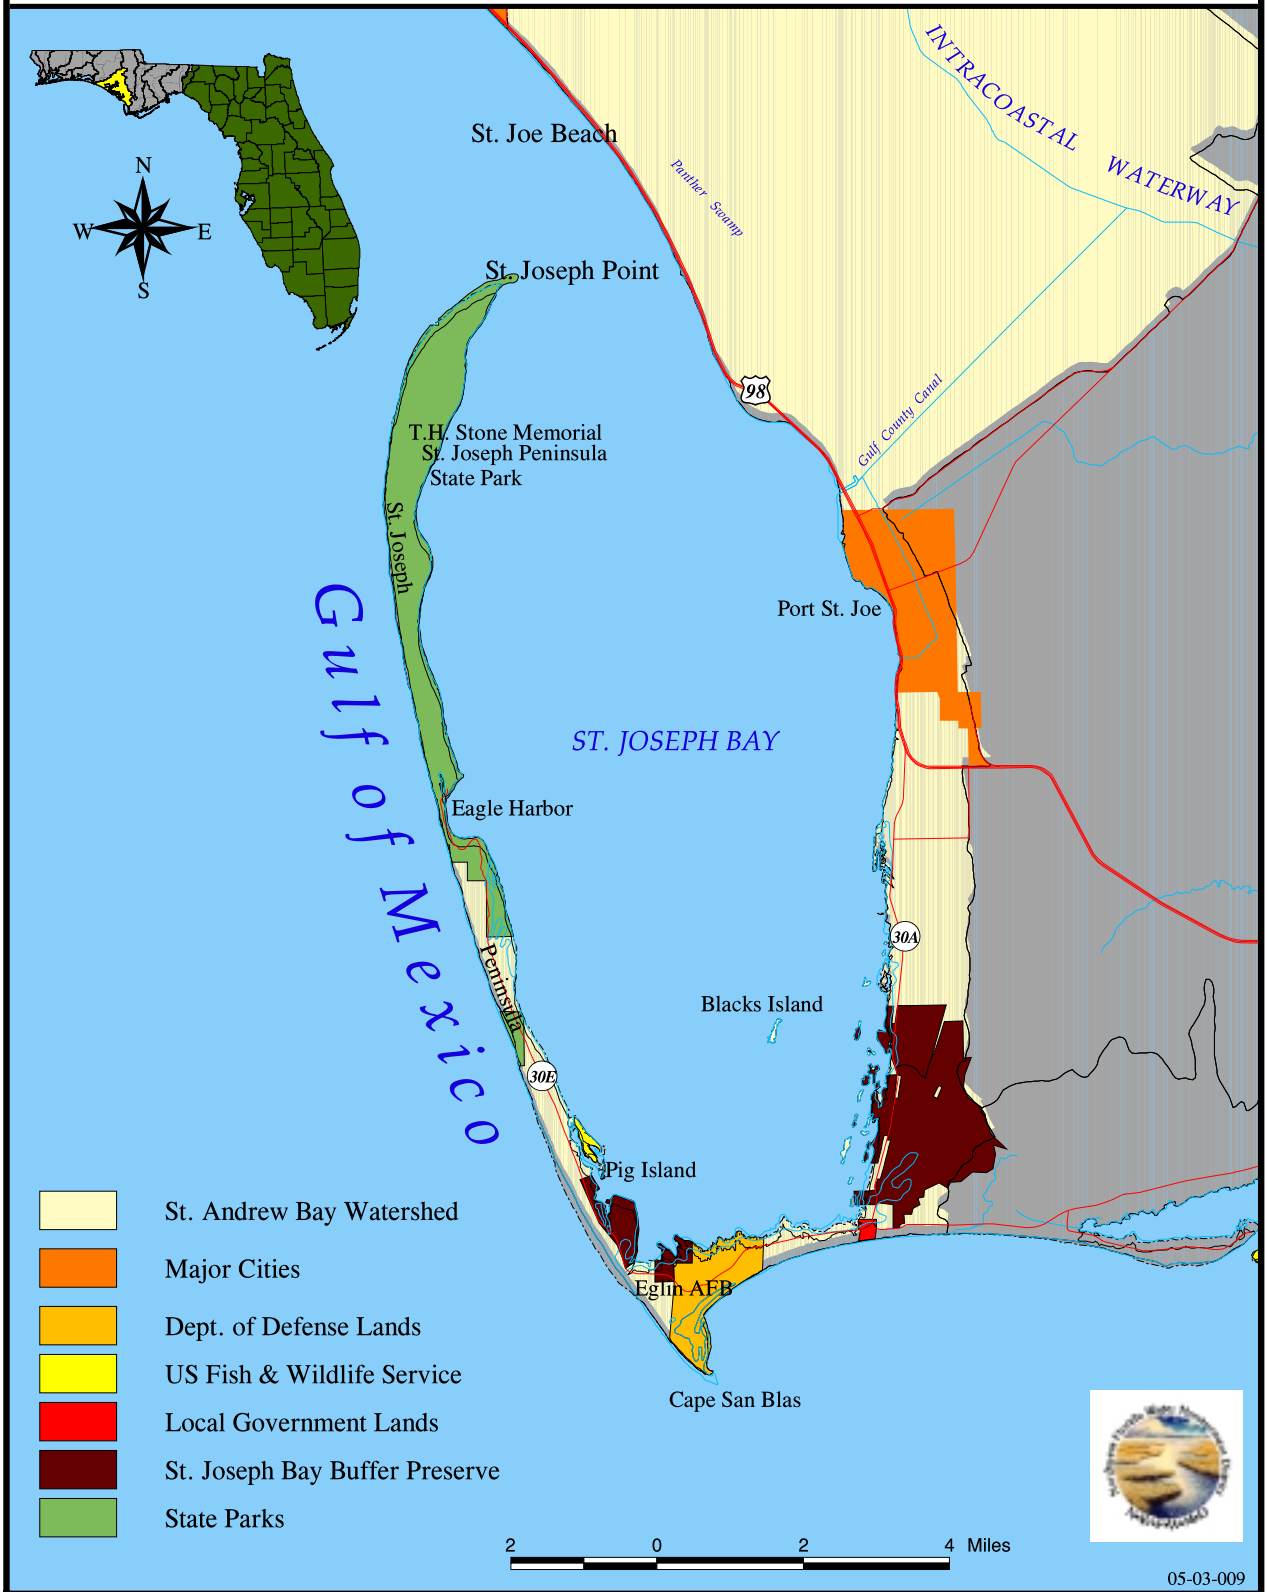 INTRACOASTAL WATERWAY
St. Joe Beach
Panther Swamp
N
W E
S
St. Joseph Point
98
Gulf County Canal
T.H. Stone Memorial
St. Joseph Peninsula
State Park
St. Joseph
Port St. Joe
Gulf of Mexico
ST. JOSEPH BAY
Eagle Harbor
30A
Peninsula
Blacks Island
30E
Pig Island
Eglin AFB
Cape San Blas
St. Andrew Bay Watershed
Major Cities
Dept. of Defense Lands
US Fish & Wildlife Service
Local Government Lands
St. Joseph Bay Buffer Preserve
State Parks
2 0 2 4 Miles
05-03-009